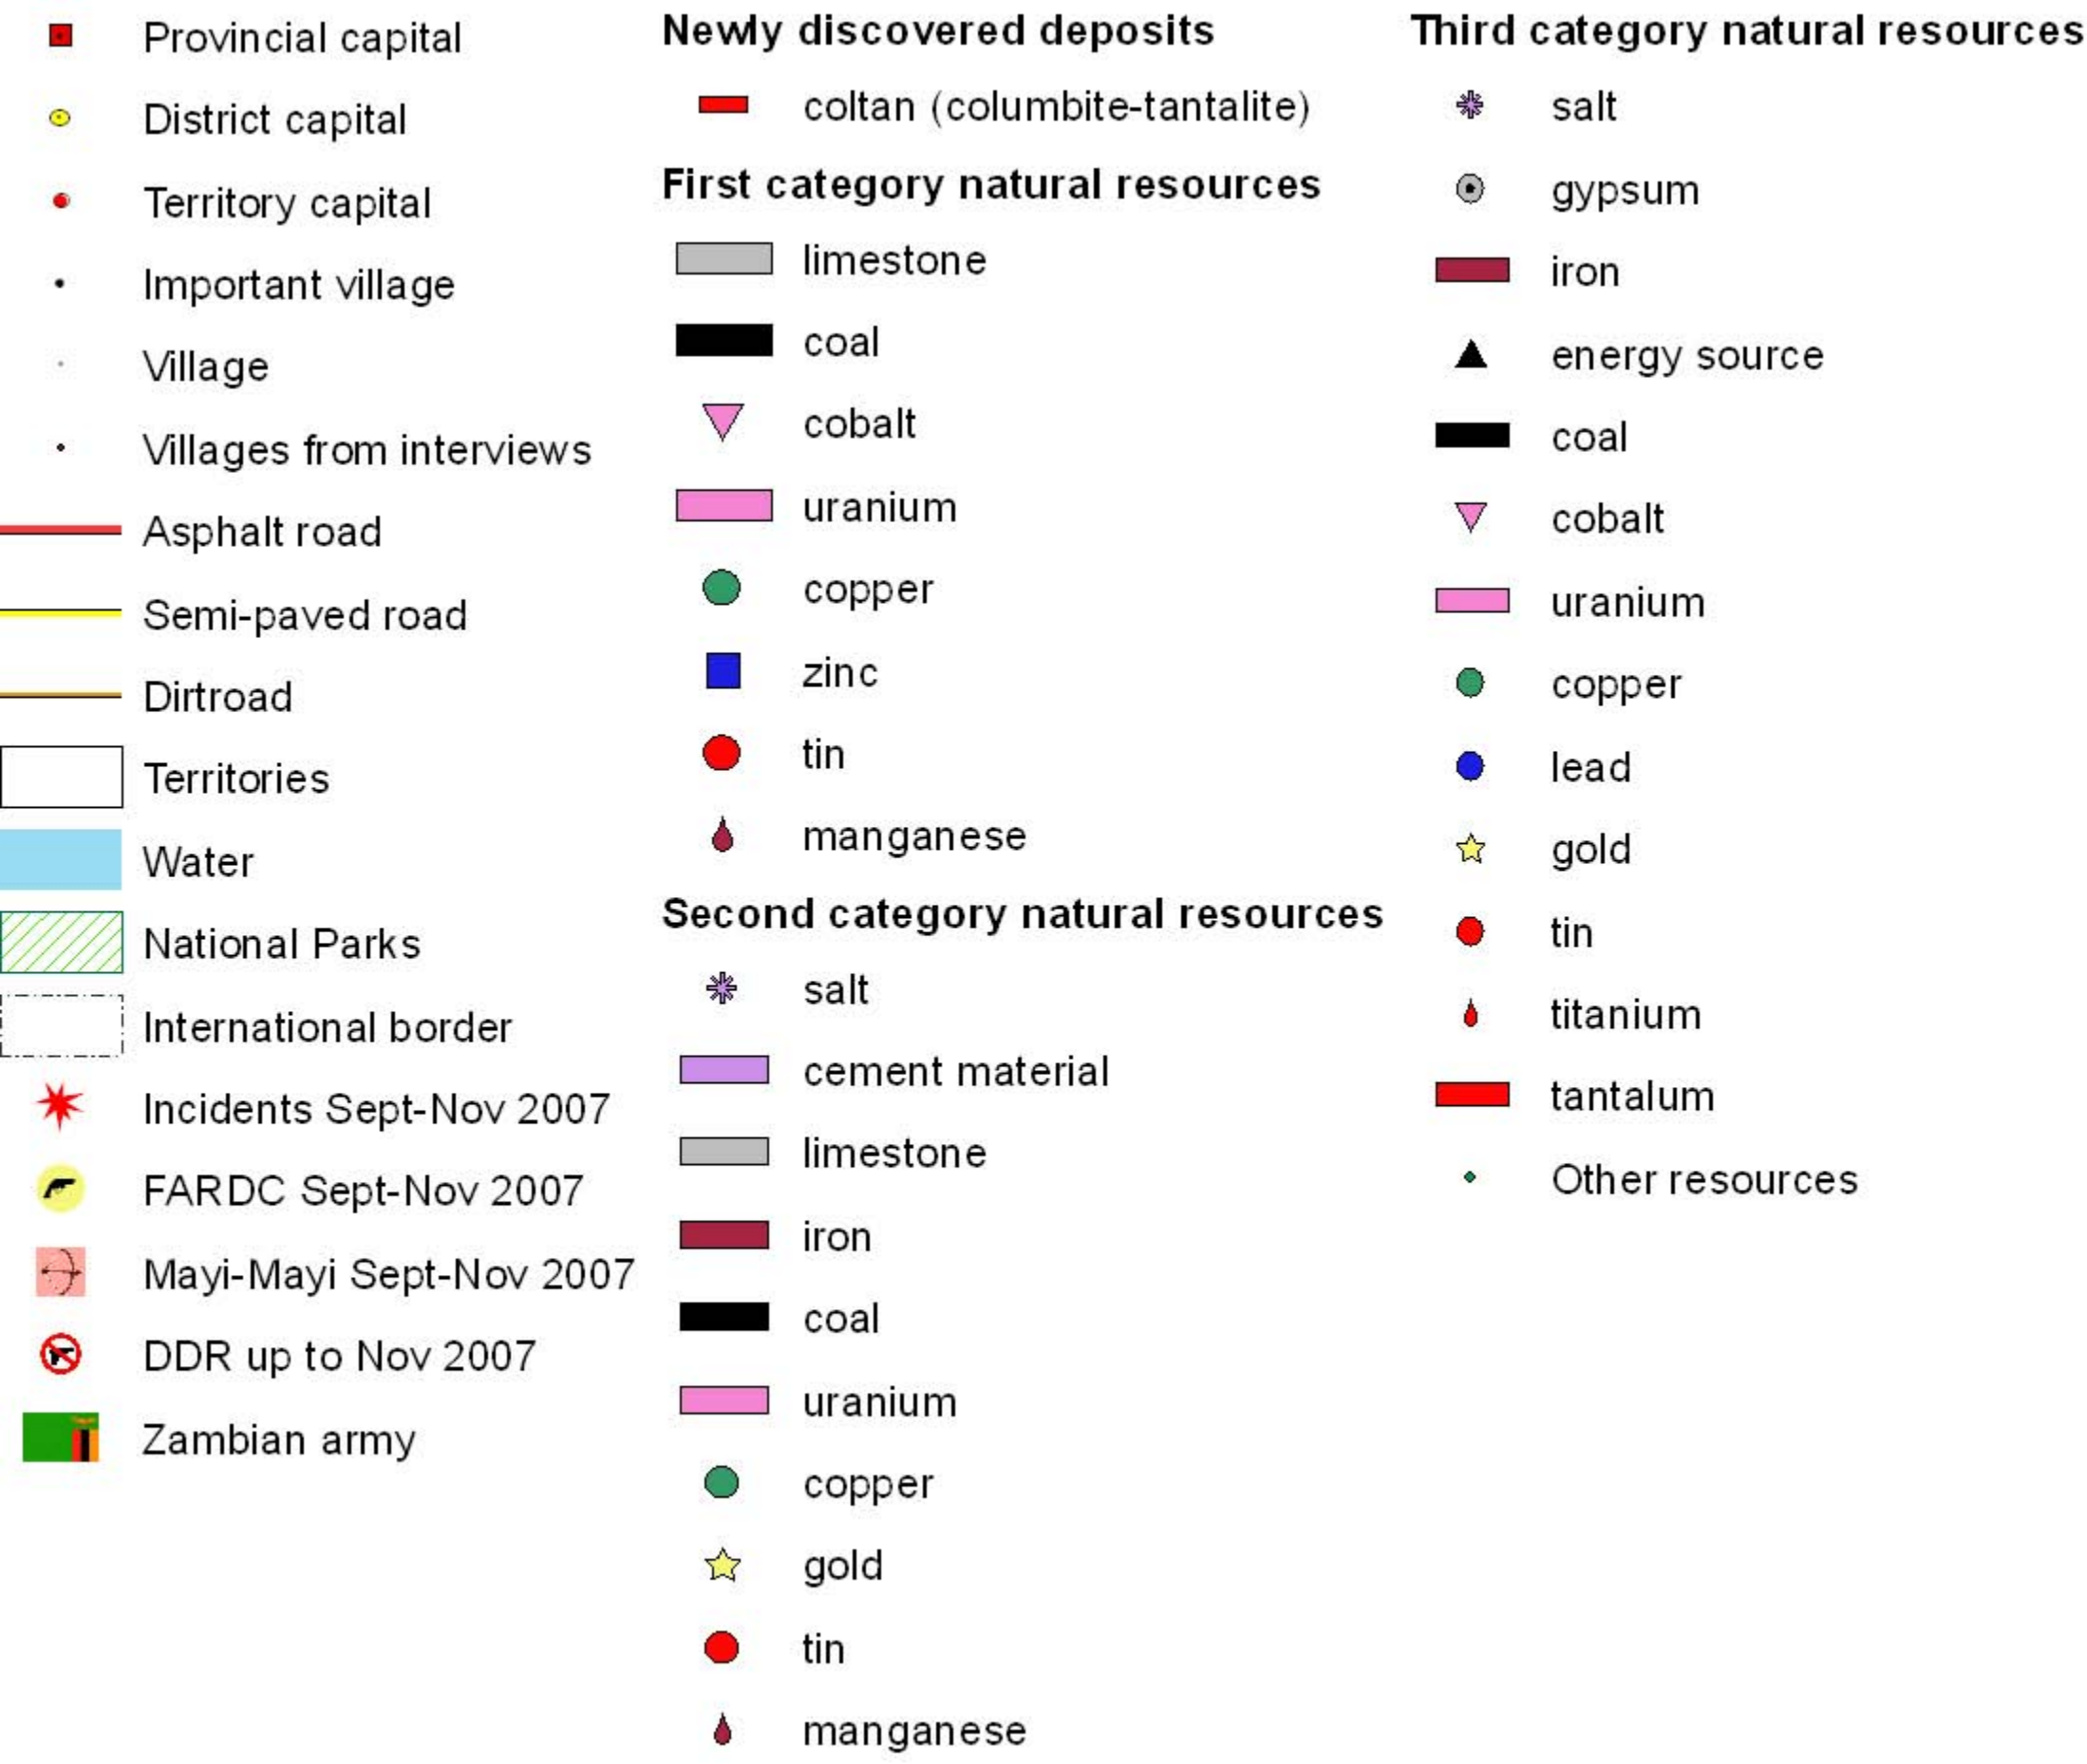 Provincial capital
District capital
Territory capital
Important village
Village
Villages from interviews
Asphalt road
Semi-paved road
Dirtroad
Territories
Water
National Parks
International border
Incidents Sept-Nov 2007
FARDC Sept-Nov 2007
Mayi-Mayi Sept-Nov 2007
DDR up to Nov 2007
Zambian army
Newly discovered deposits
coltan (columbite-tantalite)
First category natural resources
limestone
coal
cobalt
uranium
copper
zinc
tin
manganese
Second category natural resources
salt
cement material
limestone
iron
coal
uranium
copper
gold
tin
manganese
Third category natural resources
salt
gypsum
iron
energy source
coal
cobalt
uranium
copper
lead
gold
tin
titanium
tantalum
Other resources